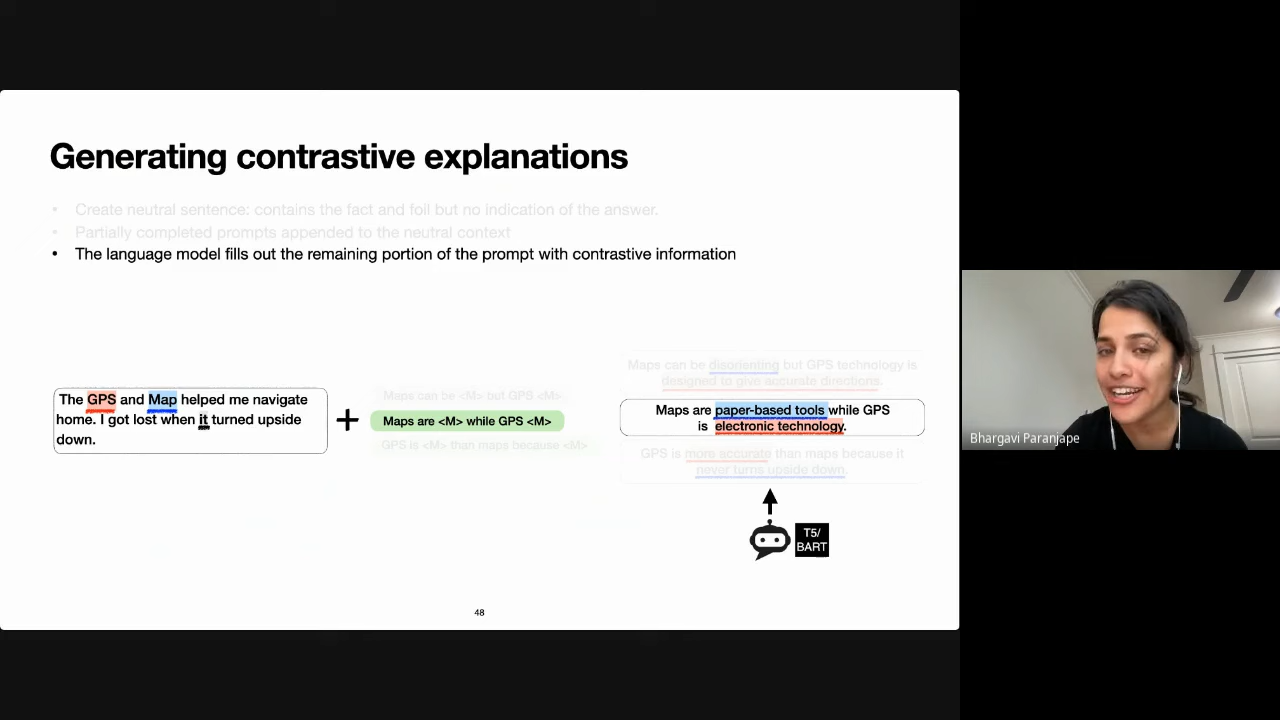 Generating contrastive explanations
• Create neutral sentence: contains the fact and foil but no indication of the answer.
• Partially completed prompts appended to the neutral context
• The language model fills out the remaining portion of the prompt with contrastive information
The GPS and Map helped me navigate
home. I got lost when it turned upside
down.
+
Maps can be <M> but GPS <M>.
Maps are <M> while GPS <M>
GPS is <M> than maps because <M>
Maps can be disorienting but GPS technology is
designed to give accurate directions.
Maps are paper-based tools while GPS
is electronic technology.
GPS is more accurate than maps because it
never turns upside down.
T5/
BART
48
Bhargavi Paranjape